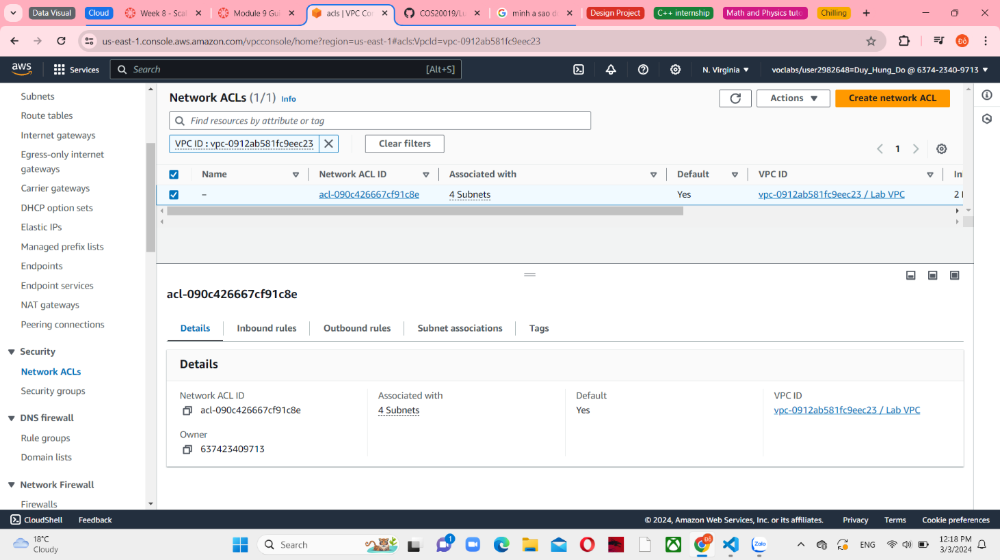 Data Visual
Cloud
Week 8 - Scal
Module 9 Gui
acls | VPC Con
COS20019/Lu
minh a sao d
Design Project
C++ internship
Math and Physics tuto
Chilling
us-east-1.console.aws.amazon.com/vpcconsole/home?region=us-east-1#acls:VpcId=vpc-0912ab581fc9eec23
Đỗ
aws
Services
Search
[Alt+S]
N. Virginia
voclabs/user2982648=Duy_Hung_Do @ 6374-2340-9713
Subnets
Route tables
Internet gateways
Egress-only internet
gateways
Carrier gateways
DHCP option sets
Elastic IPs
Managed prefix lists
Endpoints
Endpoint services
NAT gateways
Peering connections
Security
Network ACLs
Security groups
DNS firewall
Rule groups
Domain lists
Network Firewall
Firewalls
Network ACLs (1/1) Info
Actions
Create network ACL
Find resources by attribute or tag
VPC ID : vpc-0912ab581fc9eec23
Clear filters
1
Name
Network ACL ID
Associated with
Default
VPC ID
In
–
acl-090c426667cf91c8e
4 Subnets
Yes
vpc-0912ab581fc9eec23 / Lab VPC
2
acl-090c426667cf91c8e
Details
Inbound rules
Outbound rules
Subnet associations
Tags
Details
Network ACL ID
acl-090c426667cf91c8e
Owner
637423409713
Associated with
4 Subnets
Default
Yes
VPC ID
vpc-0912ab581fc9eec23 / Lab VPC
CloudShell
Feedback
© 2024, Amazon Web Services, Inc. or its affiliates.
Privacy
Terms
Cookie preferences
18°C
Cloudy
Search
1
Đỗ
Zalo
ENG
12:18 PM
3/3/2024